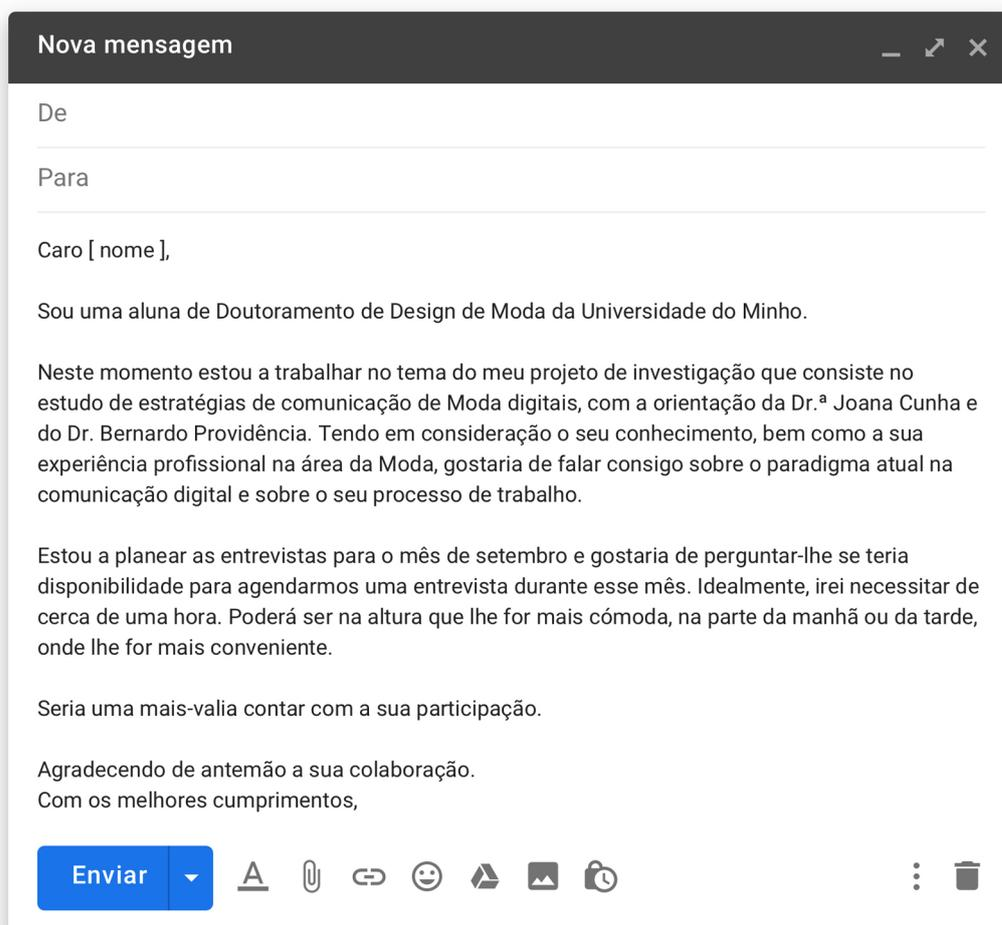 Nova mensagem
De
Para
Caro [ nome ],
Sou uma aluna de Doutoramento de Design de Moda da Universidade do Minho.
Neste momento estou a trabalhar no tema do meu projeto de investigação que consiste no
estudo de estratégias de comunicação de Moda digitais, com a orientação da Dr.ª Joana Cunha e
do Dr. Bernardo Providência. Tendo em consideração o seu conhecimento, bem como a sua
experiência profissional na área da Moda, gostaria de falar consigo sobre o paradigma atual na
comunicação digital e sobre o seu processo de trabalho.
Estou a planear as entrevistas para o mês de setembro e gostaria de perguntar-lhe se teria
disponibilidade para agendarmos uma entrevista durante esse mês. Idealmente, irei necessitar de
cerca de uma hora. Poderá ser na altura que lhe for mais cómoda, na parte da manhã ou da tarde,
onde lhe for mais conveniente.
Seria uma mais-valia contar com a sua participação.
Agradecendo de antemão a sua colaboração.
Com os melhores cumprimentos,
Enviar